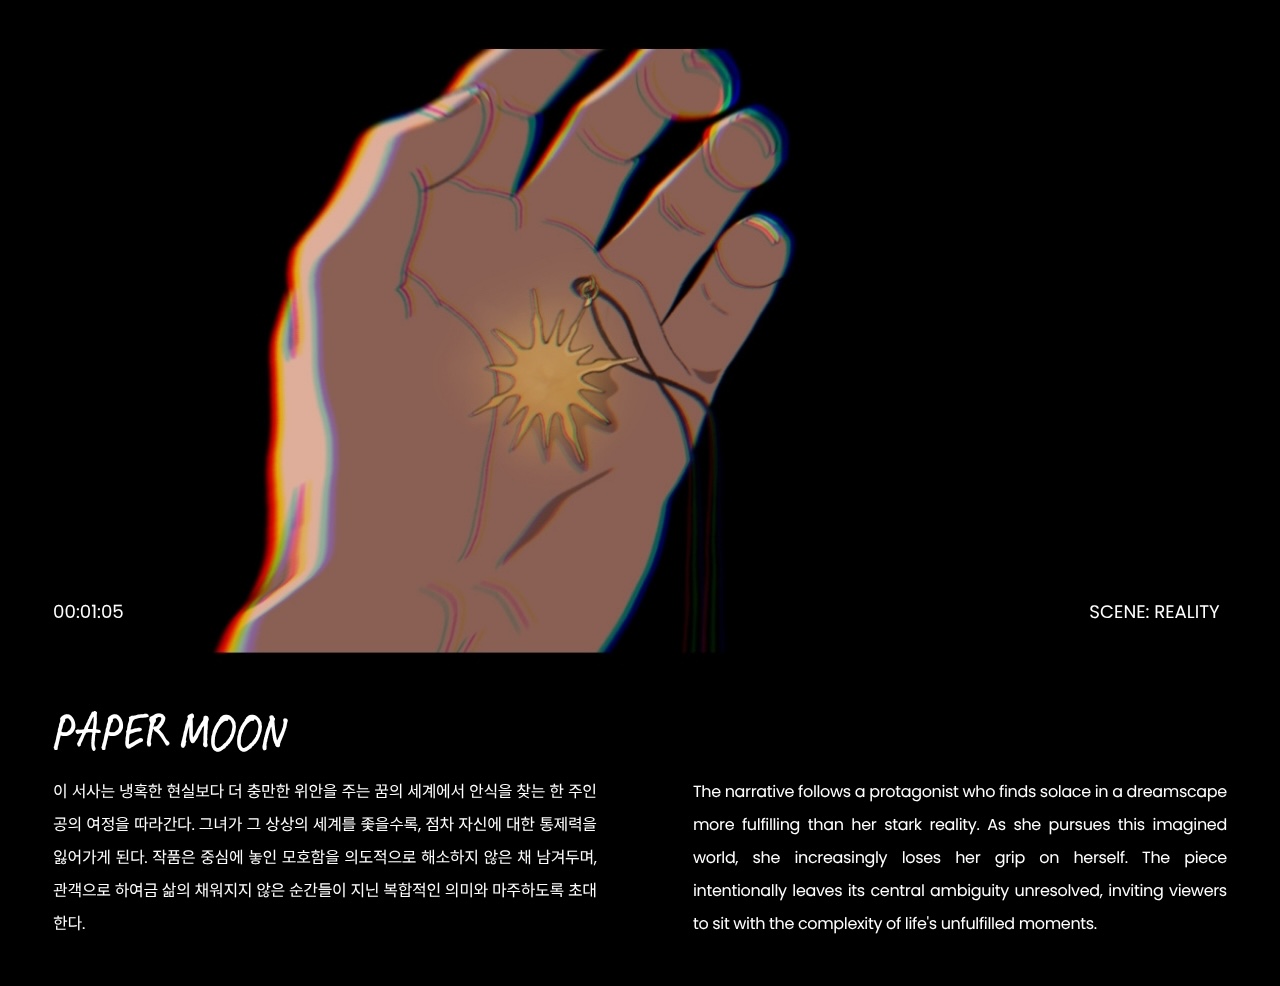 00:01:05
SCENE: REALITY
PAPER MOON
이 서사는 냉혹한 현실보다 더 충만한 위안을 주는 꿈의 세계에서 안식을 찾는 한 주인
공의 여정을 따라간다. 그녀가 그 상상의 세계를 좇을수록, 점차 자신에 대한 통제력을
잃어가게 된다. 작품은 중심에 놓인 모호함을 의도적으로 해소하지 않은 채 남겨두며,
관객으로 하여금 삶의 채워지지 않은 순간들이 지닌 복합적인 의미와 마주하도록 초대
한다.
The narrative follows a protagonist who finds solace in a dreamscape
more fulfilling than her stark reality. As she pursues this imagined
world, she increasingly loses her grip on herself. The piece
intentionally leaves its central ambiguity unresolved, inviting viewers
to sit with the complexity of life's unfulfilled moments.